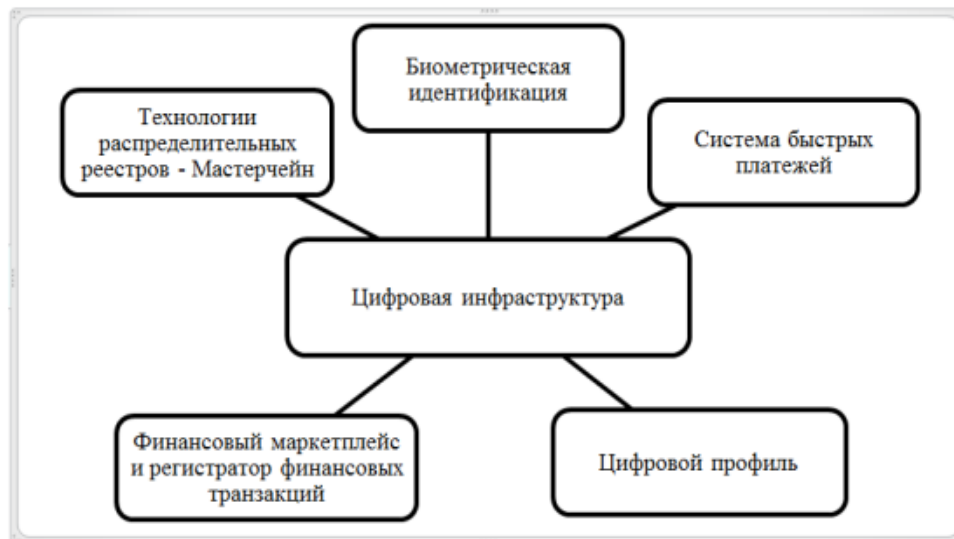 Биометрическая
идентификация
Технологии
распределительных
реестров - Мастерчейн
Система быстрых
платежей
Цифровая инфраструктура
Финансовый маркетплейс
и регистратор финансовых
транзакций
Цифровой профиль